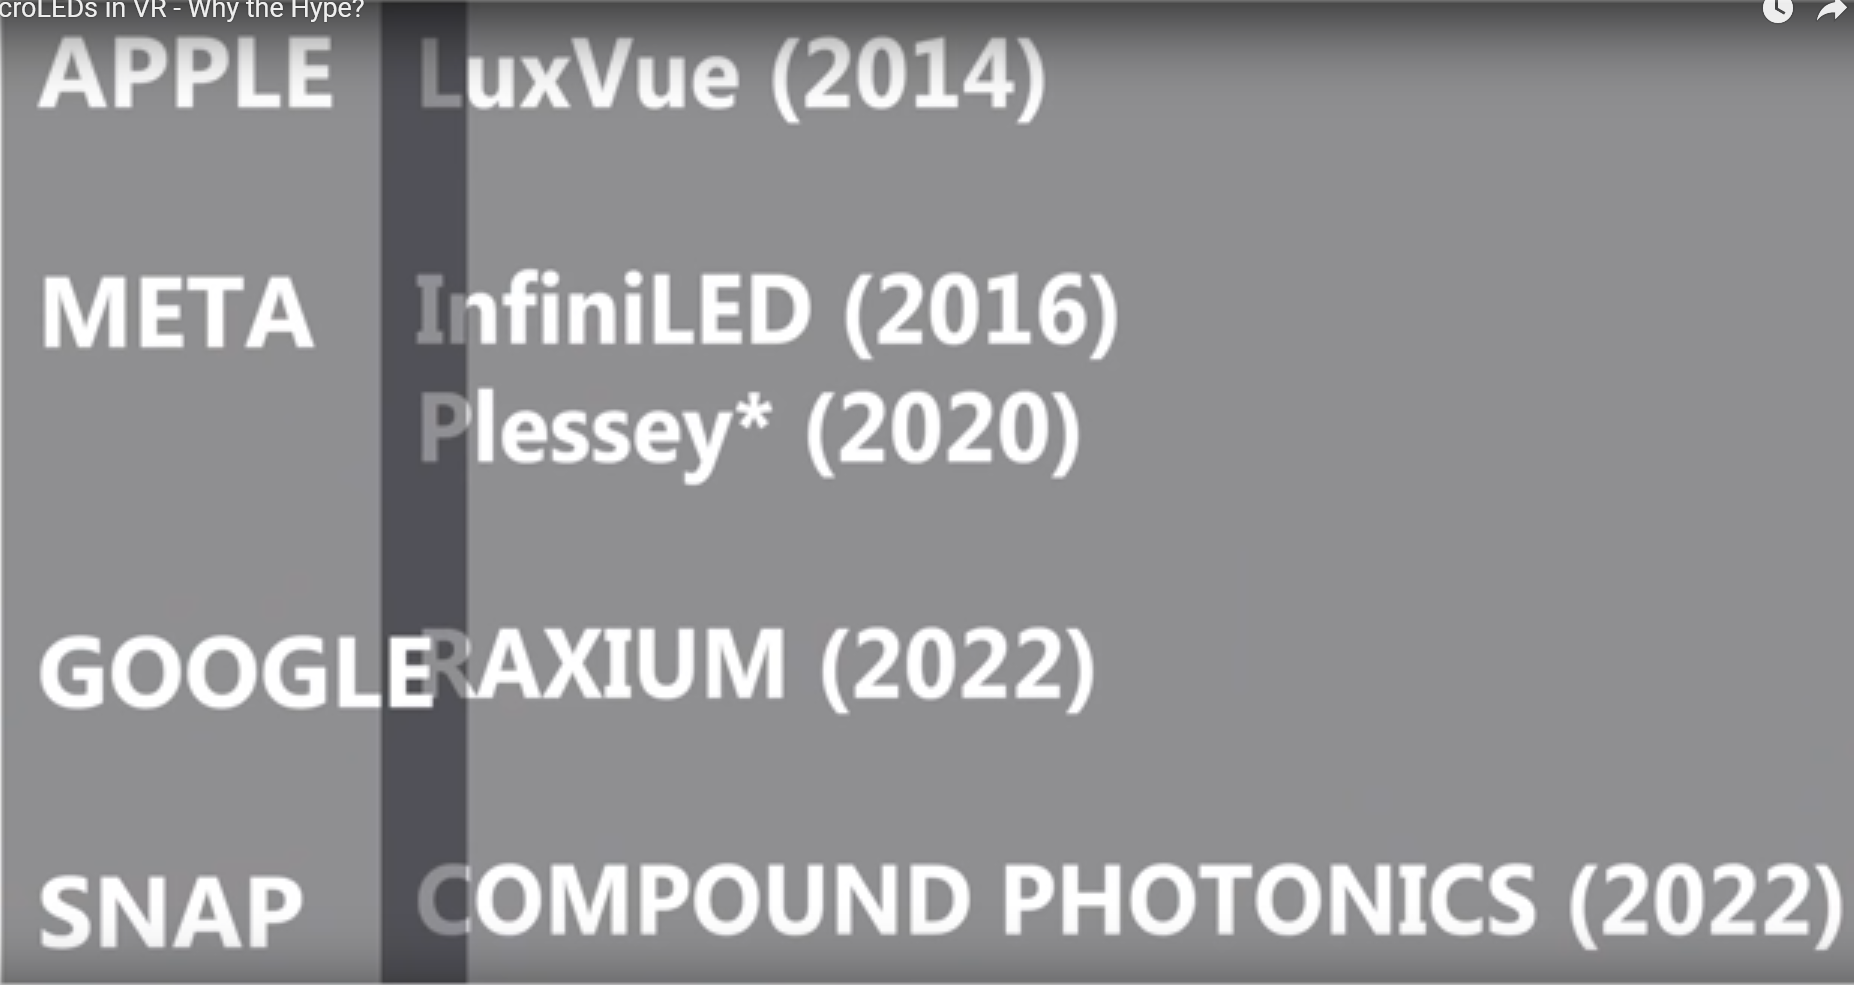 croLEDs in VR - Why the Hype?
APPLE LuxVue (2014)
META InfiniLED (2016)
Plessey* (2020)
GOOGLE RAXIUM (2022)
SNAP COMPOUND PHOTONICS (2022)